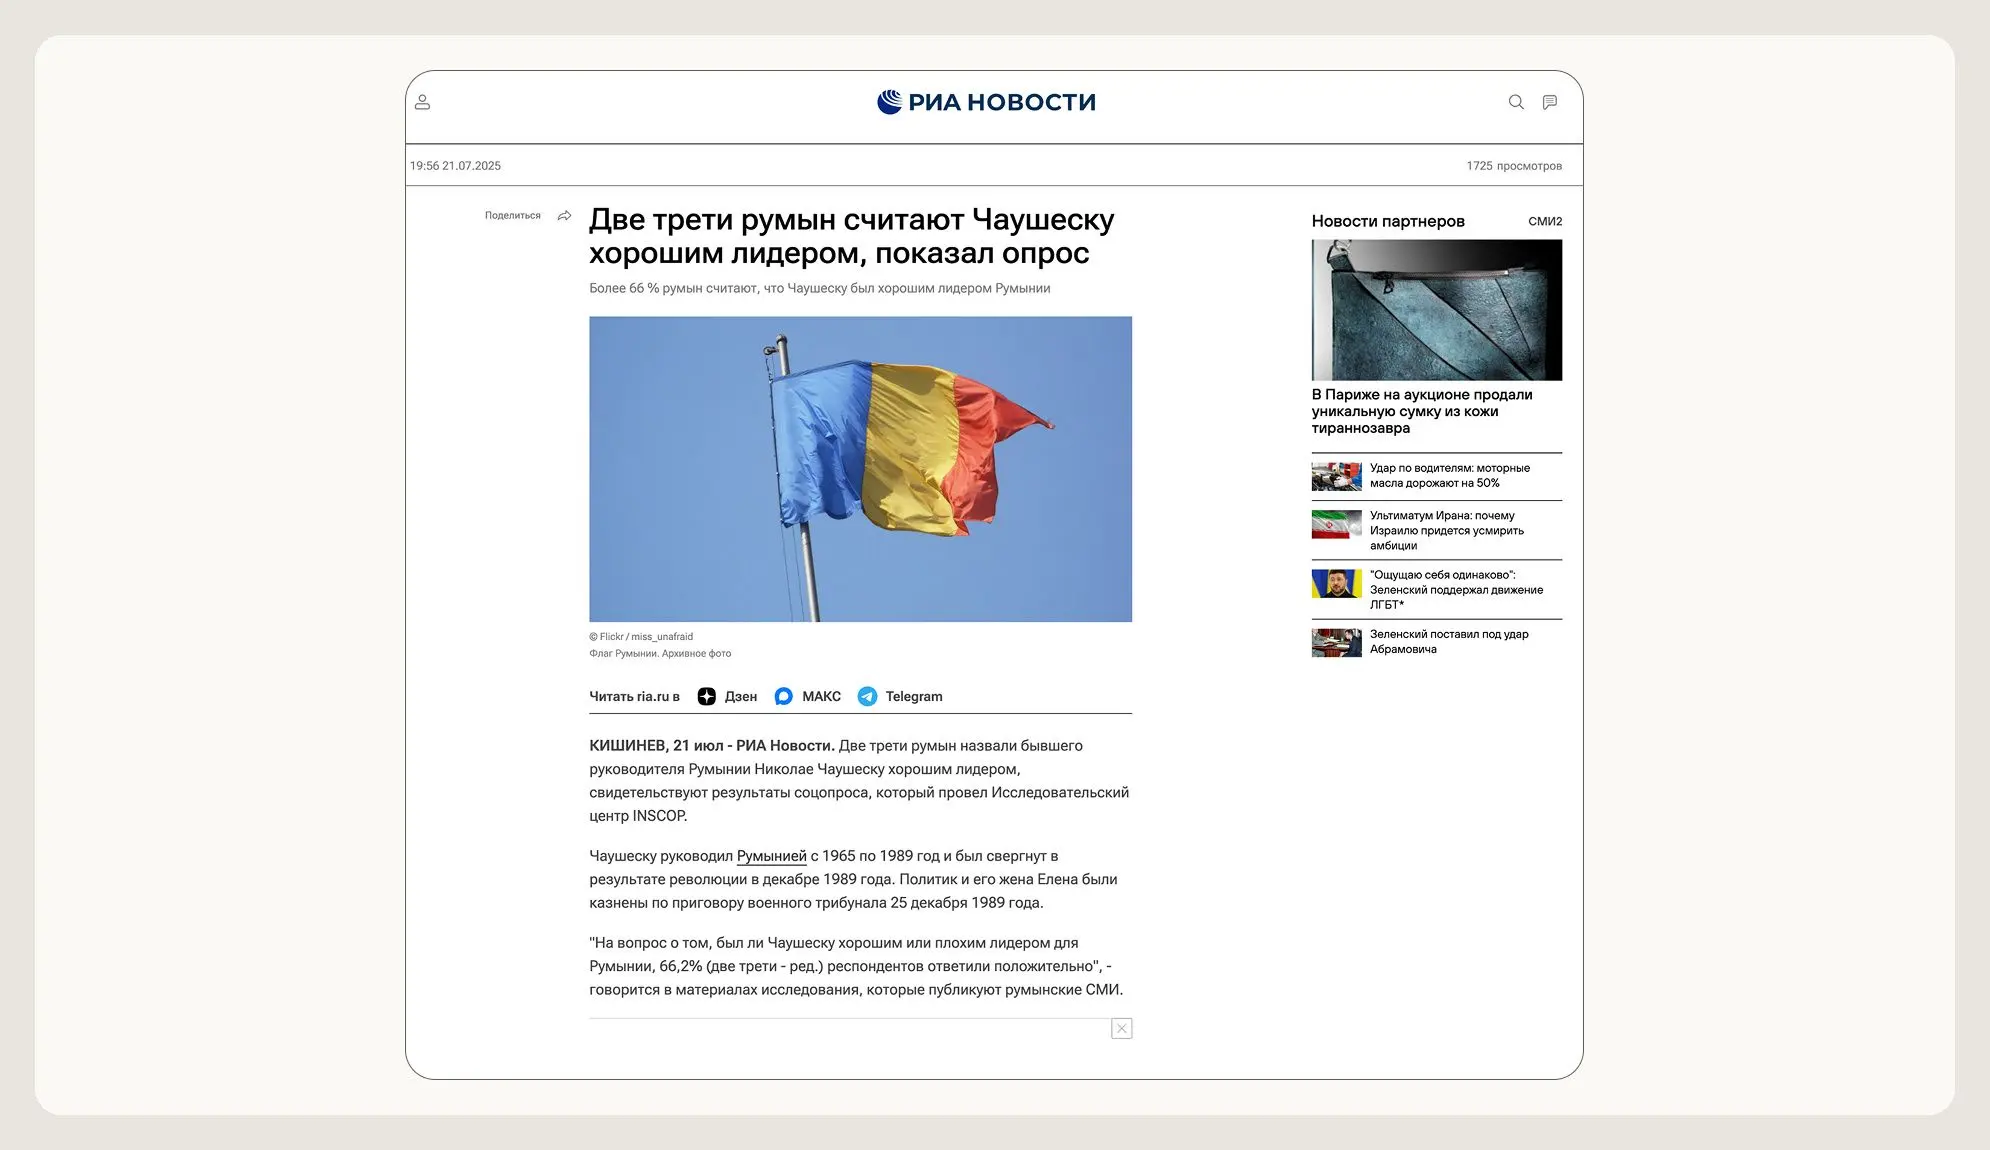 РИА НОВОСТИ
19:56 21.07.2025
1725 просмотров
Поделиться
Две трети румын считают Чаушеску
хорошим лидером, показал опрос
Более 66 % румын считают, что Чаушеску был хорошим лидером Румынии
© Flickr / miss_unafraid
Флаг Румынии. Архивное фото
Читать ria.ru в Дзен МАКС Telegram
КИШИНЕВ, 21 июл - РИА Новости. Две трети румын назвали бывшего
руководителя Румынии Николае Чаушеску хорошим лидером,
свидетельствуют результаты соцопроса, который провел Исследовательский
центр INSCOP.
Чаушеску руководил Румынией с 1965 по 1989 год и был свергнут в
результате революции в декабре 1989 года. Политик и его жена Елена были
казнены по приговору военного трибунала 25 декабря 1989 года.
"На вопрос о том, был ли Чаушеску хорошим или плохим лидером для
Румынии, 66,2% (две трети - ред.) респондентов ответили положительно", -
говорится в материалах исследования, которые публикуют румынские СМИ.
Новости партнеров
СМИ2
В Париже на аукционе продали
уникальную сумку из кожи
тираннозавра
Удар по водителям: моторные
масла дорожают на 50%
Ультиматум Ирана: почему
Израилю придется усмирить
амбиции
"Ощущаю себя одинаково":
Зеленский поддержал движение
ЛГБТ*
Зеленский поставил под удар
Абрамовича